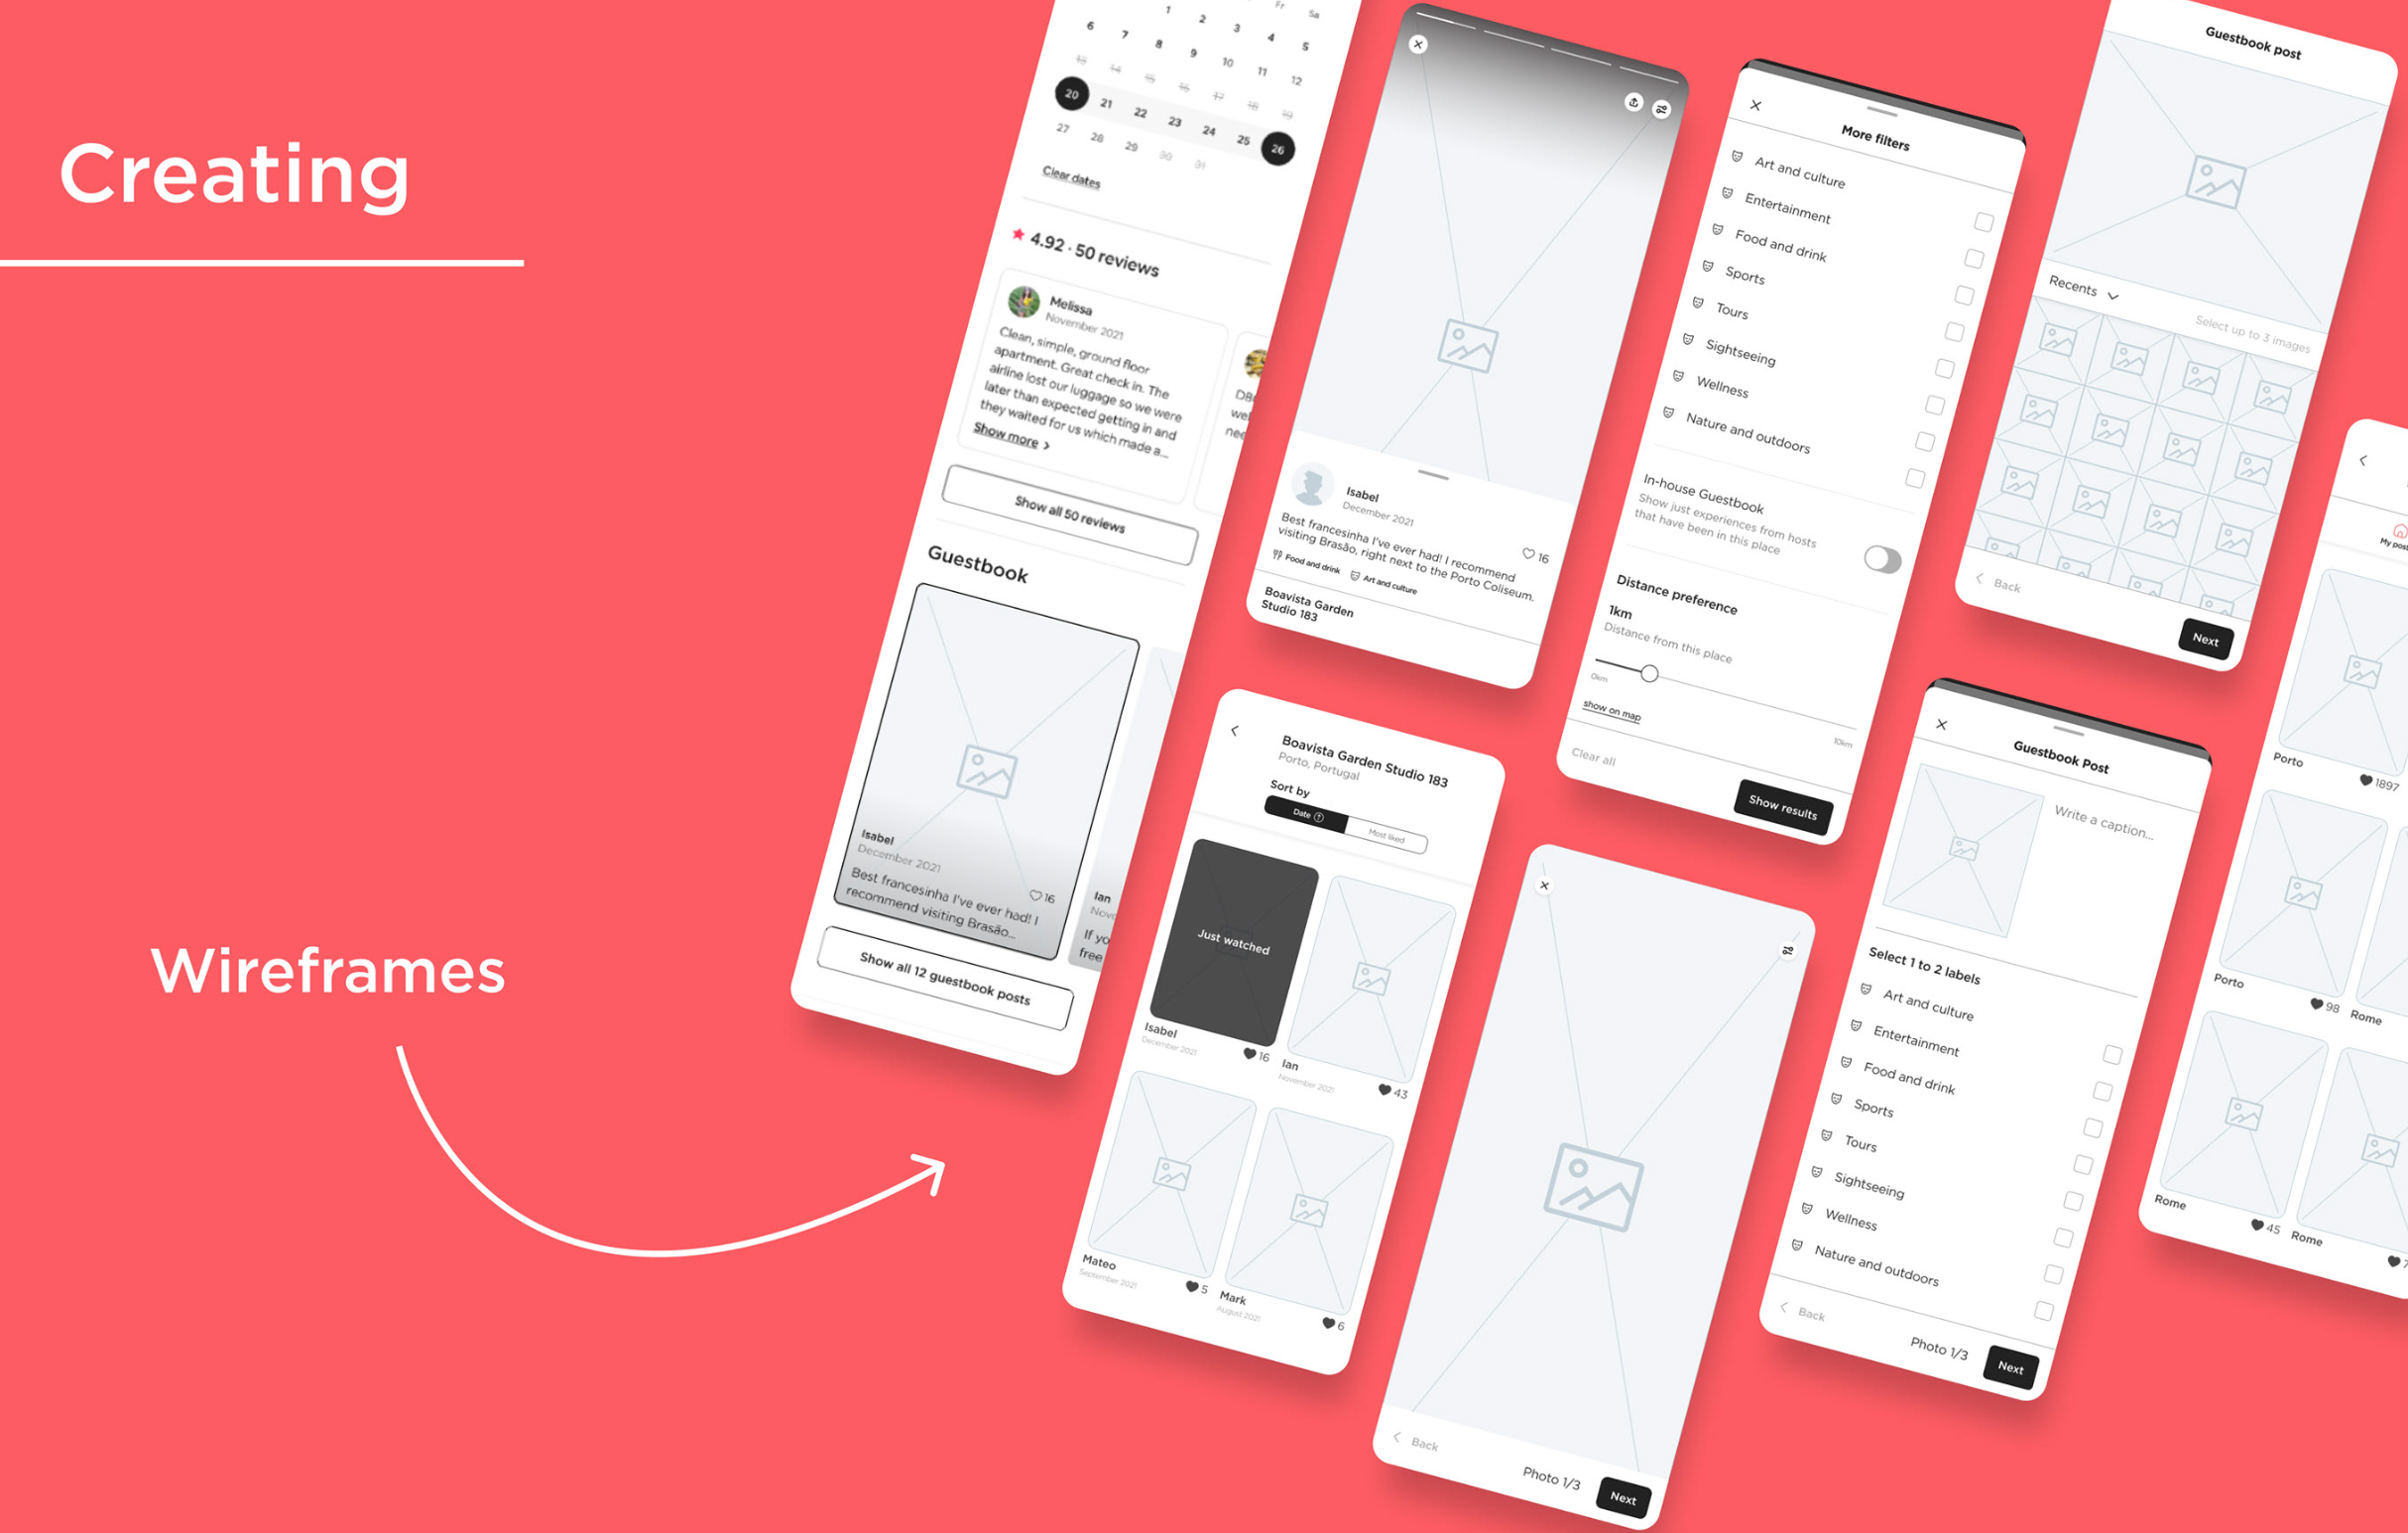 Creating
Wireframes
Fr Sa
1 2 3 4 5
6 7 8 9 10 11 12
13 14 15 16 17 18 19
20 21 22 23 24 25 26
27 28 29 30 31
Clear dates
4.92 · 50 reviews
Melissa
November 2021
Clean, simple, ground floor
apartment. Great check in. The
airline lost our luggage so we were
later than expected getting in and
they waited for us which made a...
Show more
Show all 50 reviews
Guestbook
Isabel
December 2021
16
Best francesinha I've ever had! I
recommend visiting Brasão...
Ian
If yo
free
Show all 12 guestbook posts
Isabel
December 2021
16
Best francesinha I've ever had! I recommend
visiting Brasão, right next to the Porto Coliseum.
Food and drink Art and culture
Boavista Garden
Studio 183
Boavista Garden Studio 183
Porto, Portugal
Sort by
Date Most liked
Just watched
Isabel
December 2021
16
Ian
November 2021
43
Mateo
September 2021
5
Mark
August 2021
6
More filters
Art and culture
Entertainment
Food and drink
Sports
Tours
Sightseeing
Wellness
Nature and outdoors
In-house Guestbook
Show just experiences from hosts
that have been in this place
Distance preference
1km
Distance from this place
0km
10km
show on map
Clear all
Show results
Back
Photo 1/3
Next
Guestbook post
Recents
Select up to 3 images
Back
Next
Guestbook Post
Write a caption...
Select 1 to 2 labels
Art and culture
Entertainment
Food and drink
Sports
Tours
Sightseeing
Wellness
Nature and outdoors
Back
Photo 1/3
Next
My post
Porto
1897
Porto
98
Rome
Rome
45
Rome
7